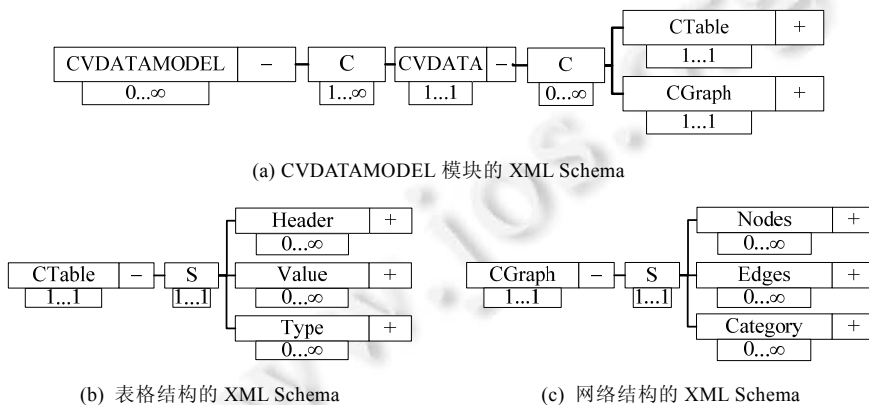 CVDATAMODEL − C CVDATA − C CTable +
0...∞ 1...∞ 1...1 0...∞ 1...1
CGraph +
1...1
(a) CVDATAMODEL 模块的 XML Schema
Header +
0...∞
CTable − S Value +
1...1 1...1 0...∞
Type +
0...∞
(b) 表格结构的 XML Schema
Nodes +
0...∞
CGraph − S Edges +
1...1 1...1 0...∞
Category +
0...∞
(c) 网络结构的 XML Schema